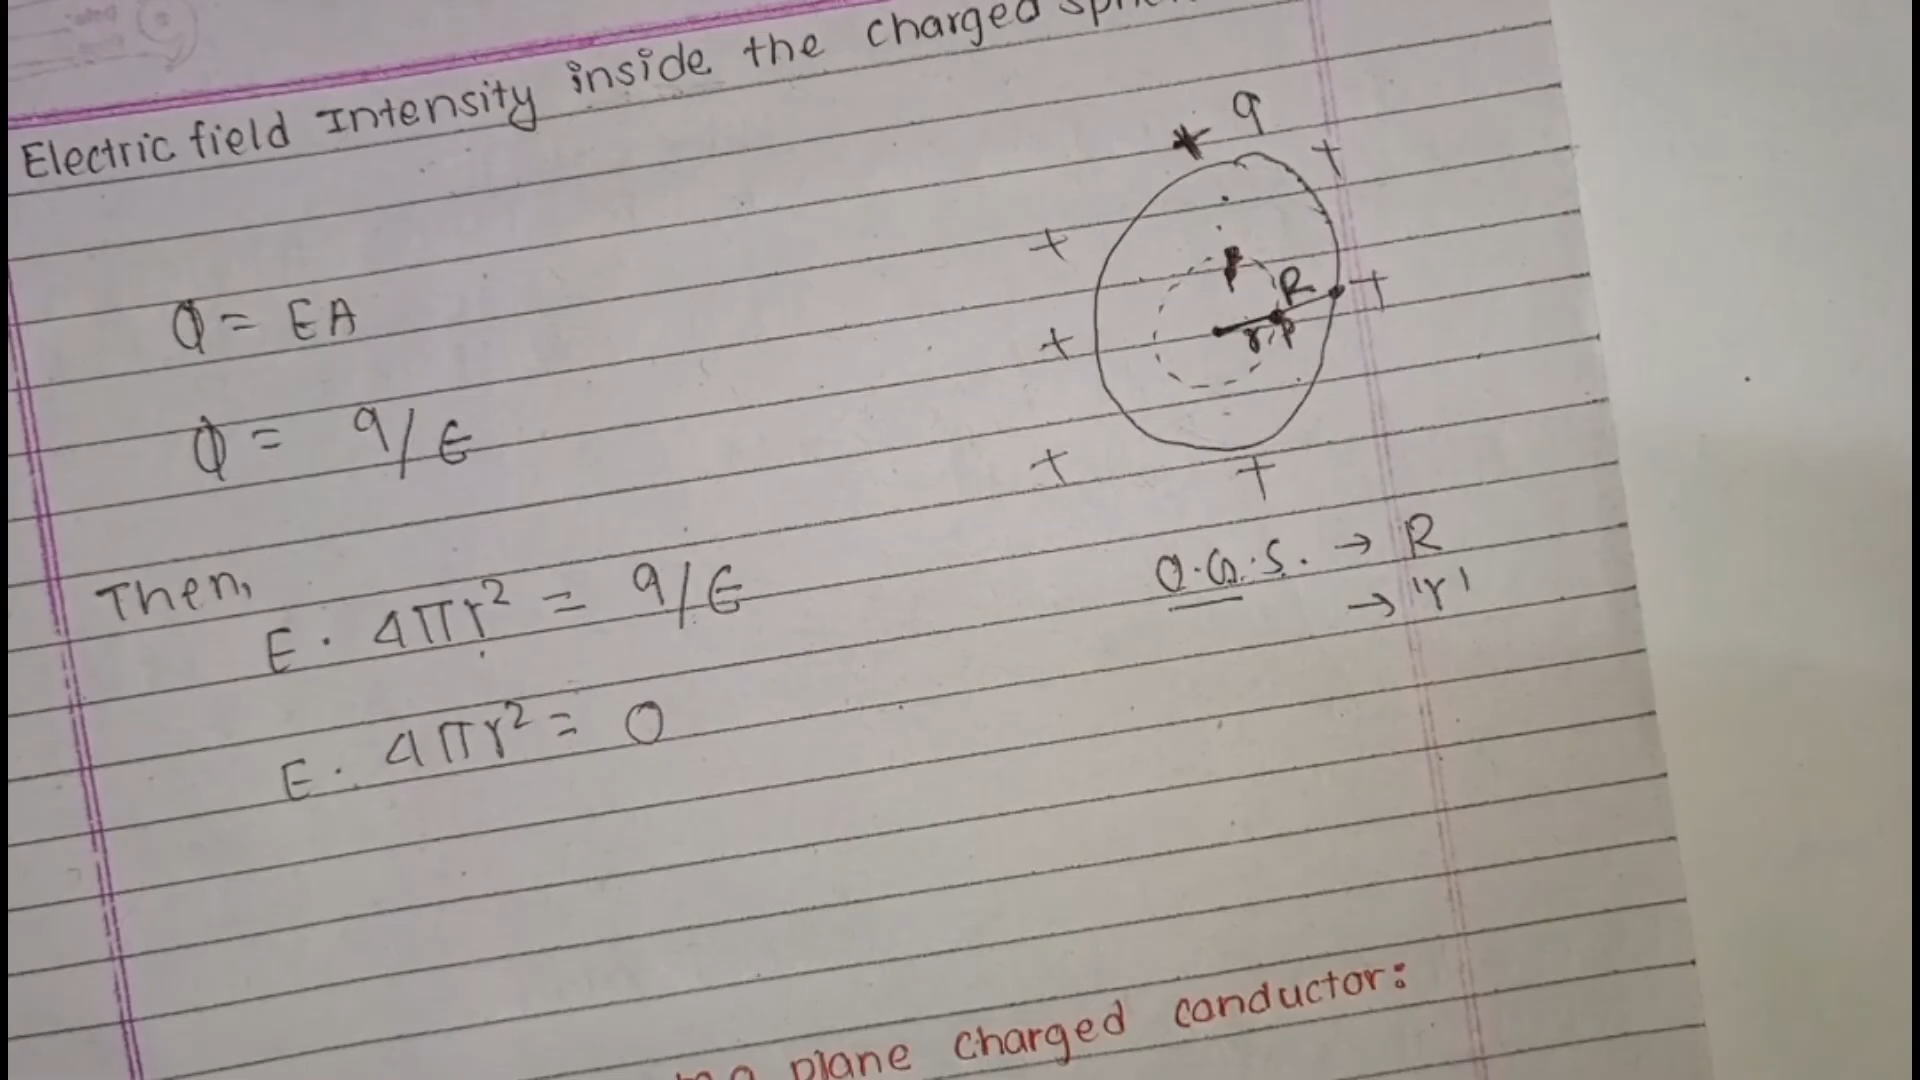 Electric field Intensity inside the charged
q
+
+
+
R
+
r
P
+
+
+
Φ = EA
Φ = q/ϵ
O.G.S. → R
→ 'r'
Then,
E . 4πr² = q/ϵ
E . 4πr² = 0
a plane charged conductor: